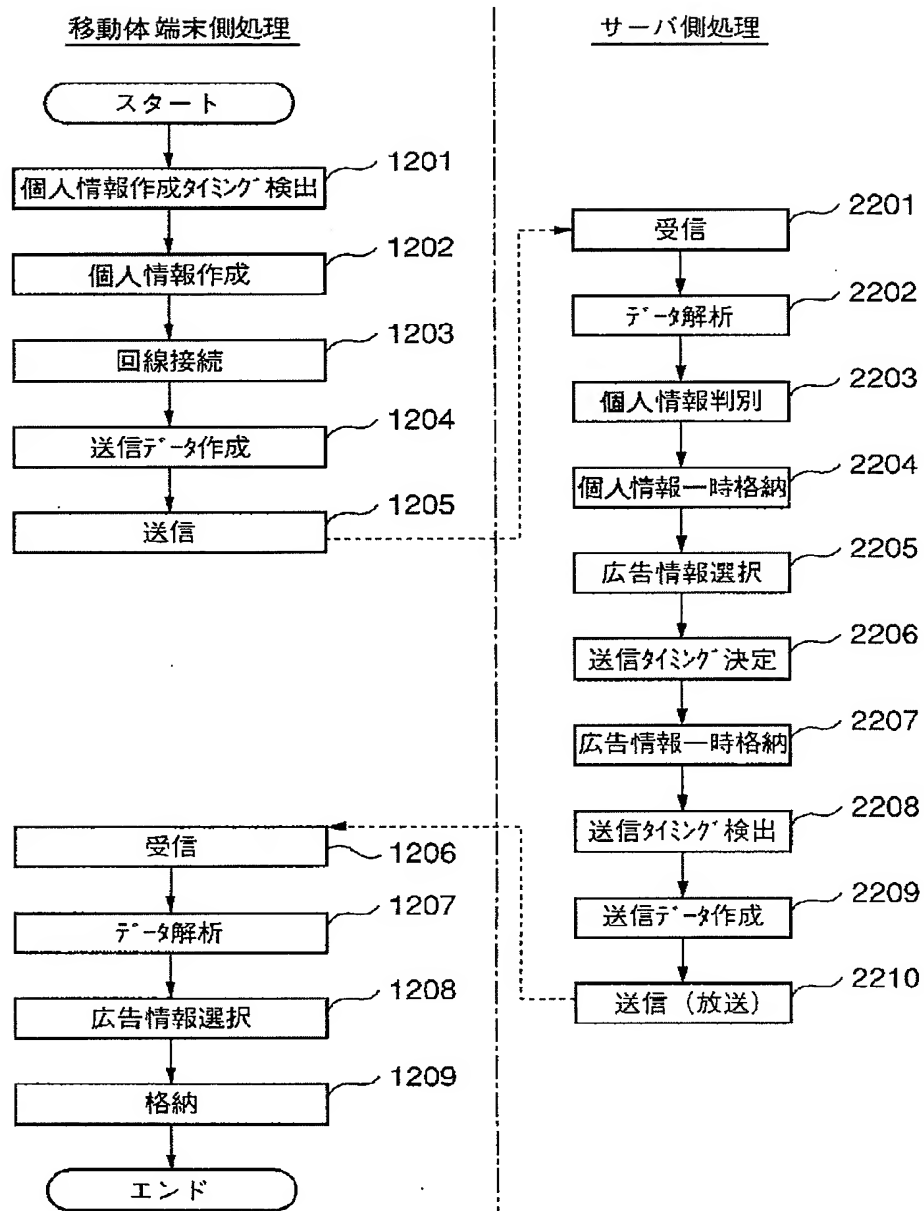 移動体端末側処理
スタート
個人情報作成ﾀｲﾐﾝｸﾞ検出
1201
個人情報作成
1202
回線接続
1203
送信ﾃﾞｰﾀ作成
1204
送信
1205
受信
1206
ﾃﾞｰﾀ解析
1207
広告情報選択
1208
格納
1209
エンド
サーバ側処理
受信
2201
ﾃﾞｰﾀ解析
2202
個人情報判別
2203
個人情報一時格納
2204
広告情報選択
2205
送信ﾀｲﾐﾝｸﾞ決定
2206
広告情報一時格納
2207
送信ﾀｲﾐﾝｸﾞ検出
2208
送信ﾃﾞｰﾀ作成
2209
送信（放送）
2210